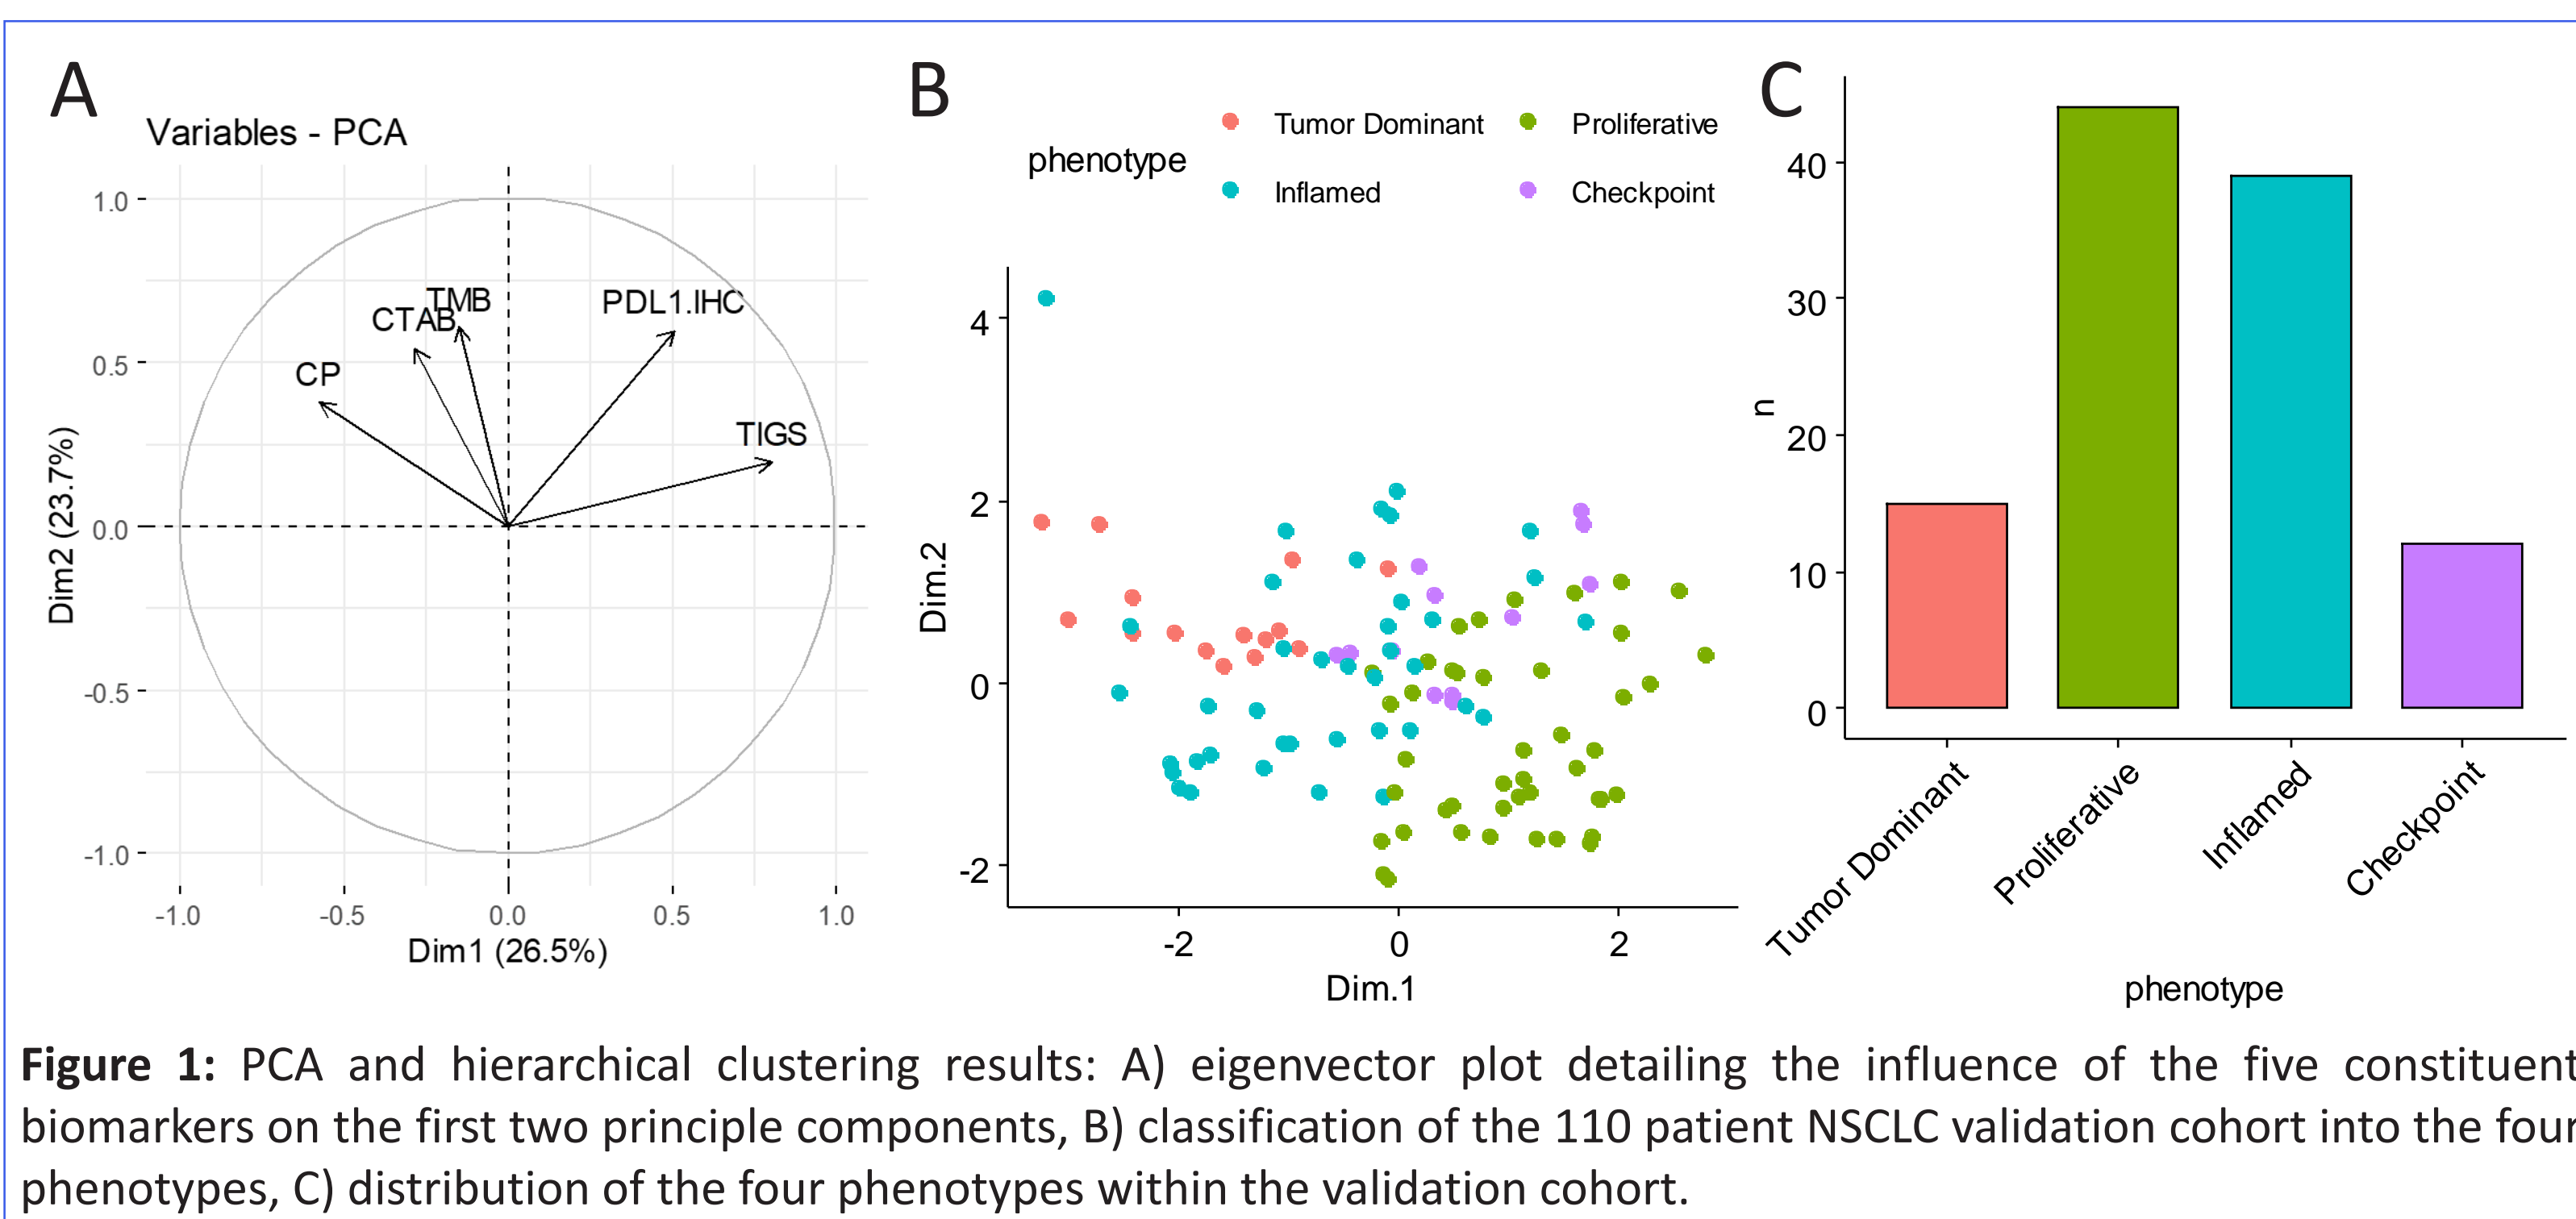 A
Variables - PCA
1.0
0.5
0.0
-0.5
-1.0
Dim2 (23.7%)
CP
CTAB
TMB
PDL1.IHC
TIGS
-1.0 -0.5 0.0 0.5 1.0
Dim1 (26.5%)
B
phenotype
Tumor Dominant
Proliferative
Inflamed
Checkpoint
4
2
0
-2
Dim.2
-2 0 2
Dim.1
C
40
30
20
10
0
n
Tumor Dominant
Proliferative
Inflamed
Checkpoint
phenotype
Figure 1: PCA and hierarchical clustering results: A) eigenvector plot detailing the influence of the five constituent
biomarkers on the first two principle components, B) classification of the 110 patient NSCLC validation cohort into the four
phenotypes, C) distribution of the four phenotypes within the validation cohort.